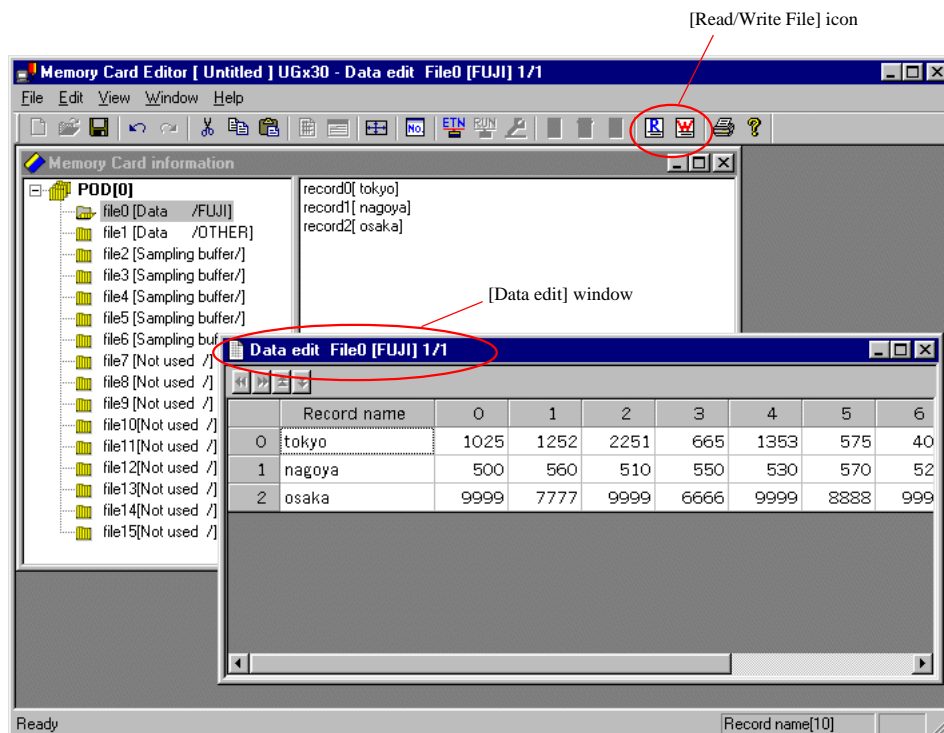 [Read/Write File] icon
Memory Card Editor [ Untitled ] UGx30 - Data edit File0 [FUJI] 1/1
File Edit View Window Help
No. ETN RUN R W ?
Memory Card information
POD[0]
file0 [Data /FUJI]
file1 [Data /OTHER]
file2 [Sampling buffer/]
file3 [Sampling buffer/]
file4 [Sampling buffer/]
file5 [Sampling buffer/]
file6 [Sampling buf
file7 [Not used /]
file8 [Not used /]
file9 [Not used /]
file10[Not used /]
file11[Not used /]
file12[Not used /]
file13[Not used /]
file14[Not used /]
file15[Not used /]
record0[ tokyo]
record1[ nagoya]
record2[ osaka]
[Data edit] window
Data edit File0 [FUJI] 1/1
Record name 0 1 2 3 4 5 6
0 tokyo 1025 1252 2251 665 1353 575 40
1 nagoya 500 560 510 550 530 570 52
2 osaka 9999 7777 9999 6666 9999 8888 999
Ready Record name[10]